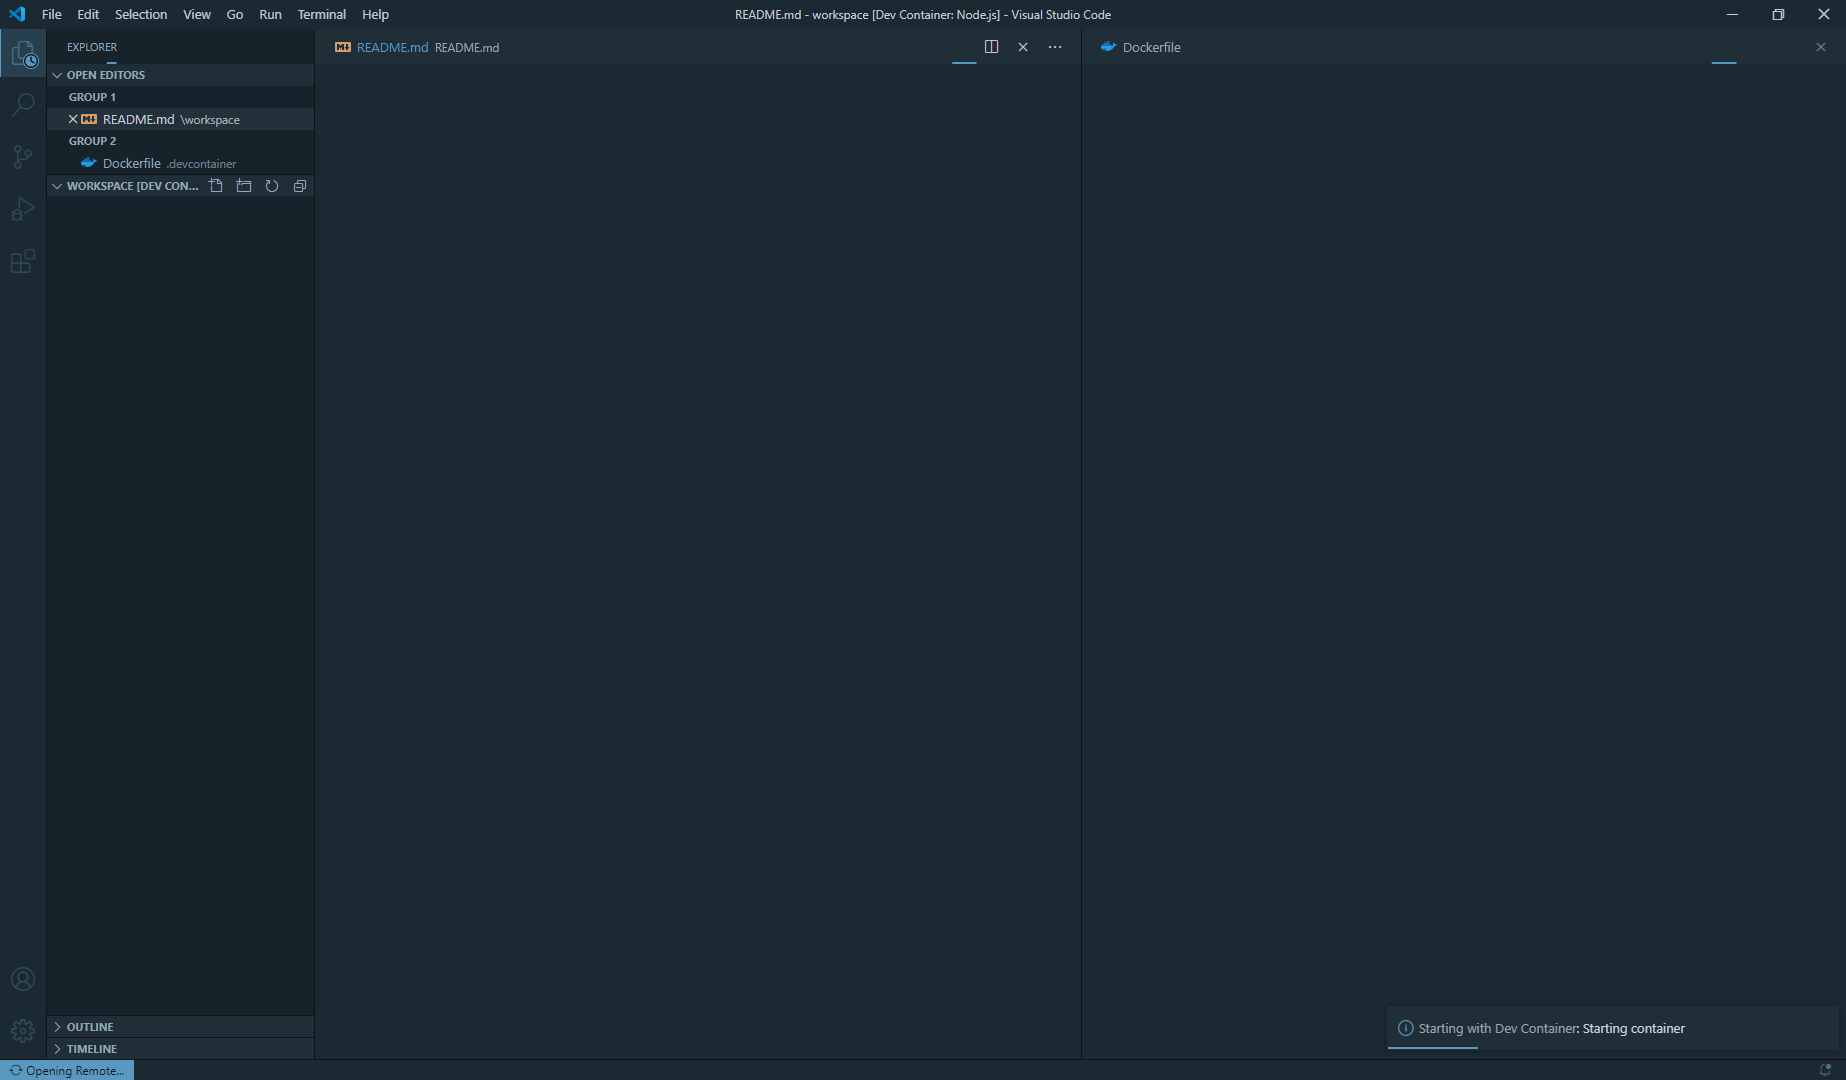 File Edit Selection View Go Run Terminal Help
README.md - workspace [Dev Container: Node.js] - Visual Studio Code
EXPLORER
OPEN EDITORS
GROUP 1
README.md \workspace
GROUP 2
Dockerfile .devcontainer
WORKSPACE [DEV CON...
OUTLINE
TIMELINE
README.md README.md
Dockerfile
Starting with Dev Container: Starting container
Opening Remote...